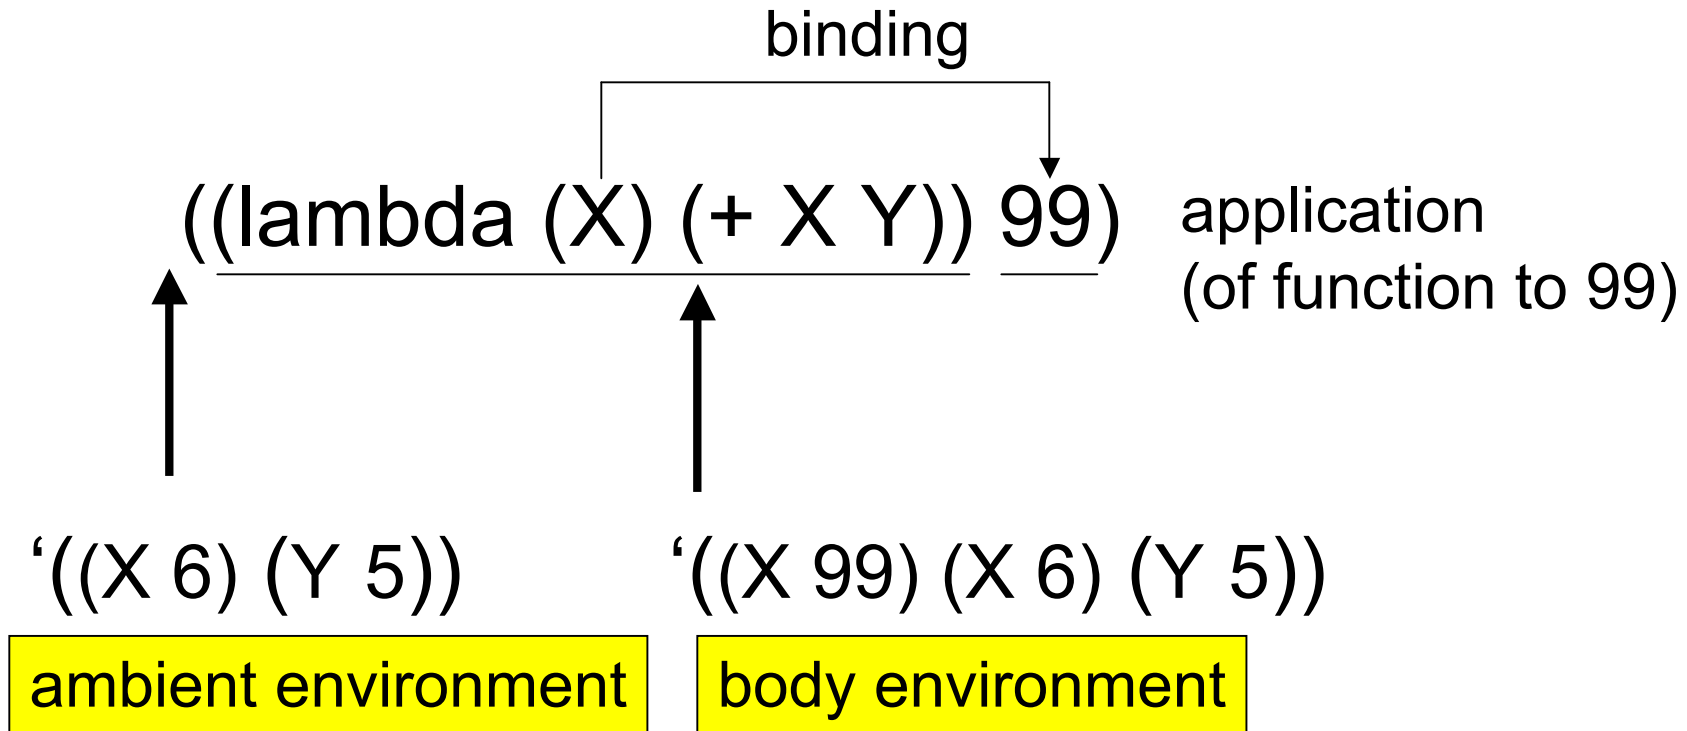 binding
((lambda (X) (+ X Y)) 99)
application
(of function to 99)
‘((X 6) (Y 5))
‘((X 99) (X 6) (Y 5))
ambient environment
body environment